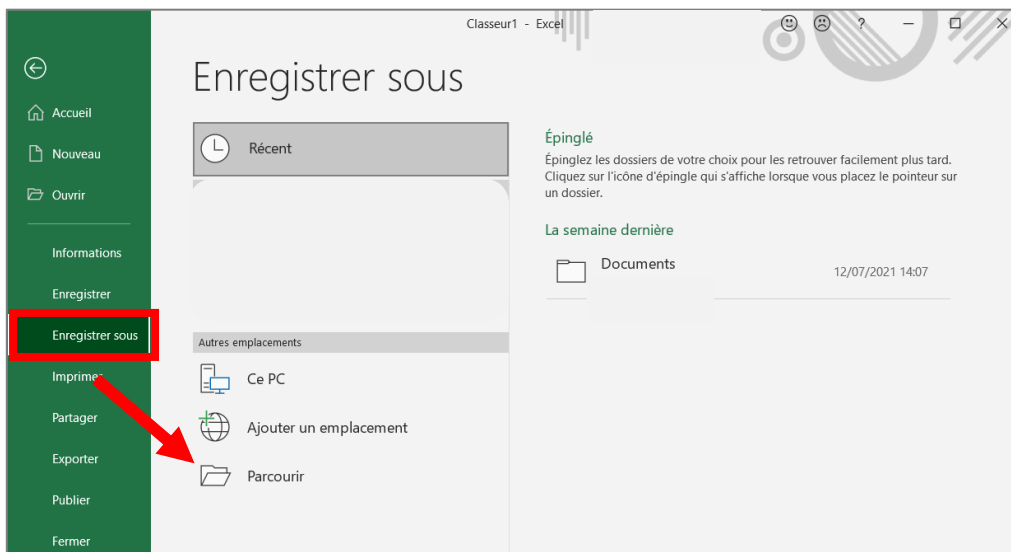 Classeur1 - Excel
?
Enregistrer sous
Accueil
Nouveau
Ouvrir
Informations
Enregistrer
Enregistrer sous
Imprimer
Partager
Exporter
Publier
Fermer
Récent
Autres emplacements
Ce PC
Ajouter un emplacement
Parcourir
Épinglé
Épinglez les dossiers de votre choix pour les retrouver facilement plus tard.
Cliquez sur l'icône d'épingle qui s'affiche lorsque vous placez le pointeur sur
un dossier.
La semaine dernière
Documents
12/07/2021 14:07